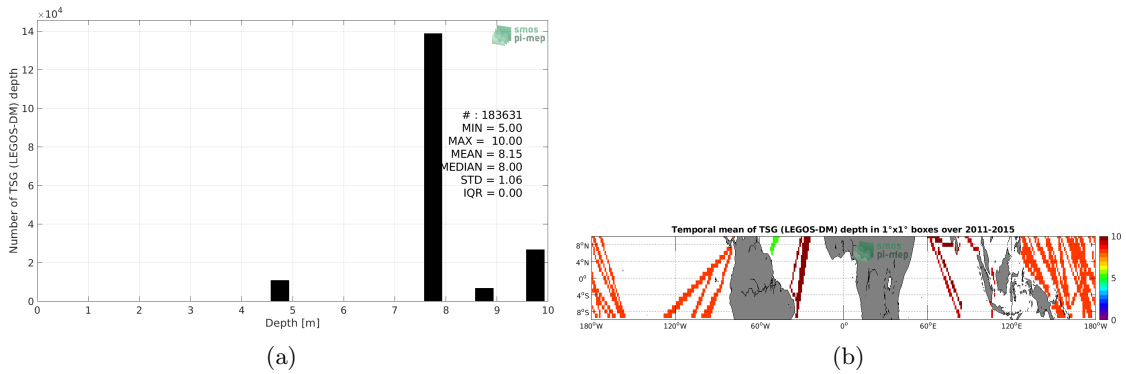 ×10⁴
14
12
10
8
6
4
2
0
Number of TSG (LEGOS-DM) depth
smos
pi-mep
# : 183631
MIN = 5.00
MAX = 10.00
MEAN = 8.15
MEDIAN = 8.00
STD = 1.06
IQR = 0.00
0 1 2 3 4 5 6 7 8 9 10
Depth [m]
(a)
Temporal mean of TSG (LEGOS-DM) depth in 1°x1° boxes over 2011-2015
smos
pi-mep
8°N
4°N
0°
4°S
8°S
180°W 120°W 60°W 0° 60°E 120°E 180°W
10
5
0
(b)